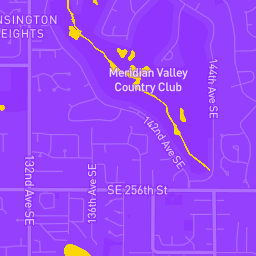 NSINGTON
HEIGHTS
Meridian Valley
Country Club
144th Ave SE
142nd Ave SE
132nd Ave SE
136th Ave SE
SE 256th St